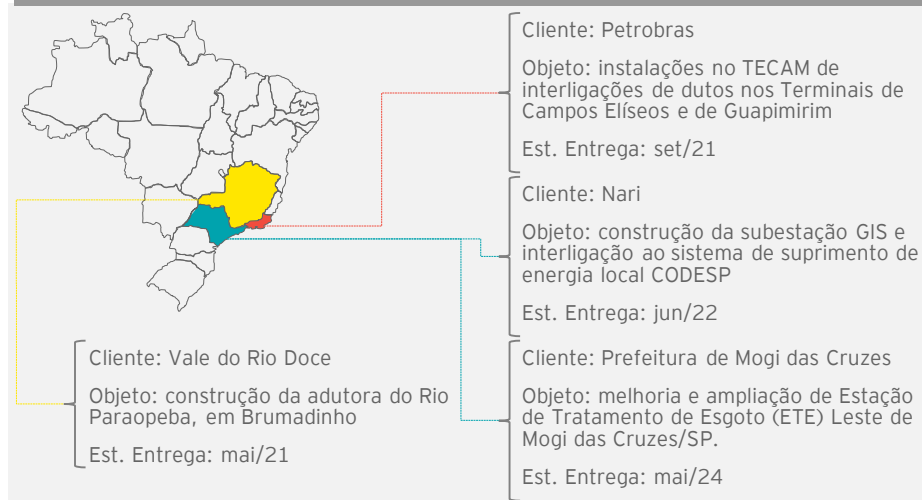 Cliente: Petrobras
Objeto: instalações no TECAM de
interligações de dutos nos Terminais de
Campos Elíseos e de Guapimirim
Est. Entrega: set/21
Cliente: Nari
Objeto: construção da subestação GIS e
interligação ao sistema de suprimento de
energia local CODESP
Est. Entrega: jun/22
Cliente: Vale do Rio Doce
Objeto: construção da adutora do Rio
Paraopeba, em Brumadinho
Est. Entrega: mai/21
Cliente: Prefeitura de Mogi das Cruzes
Objeto: melhoria e ampliação de Estação
de Tratamento de Esgoto (ETE) Leste de
Mogi das Cruzes/SP.
Est. Entrega: mai/24